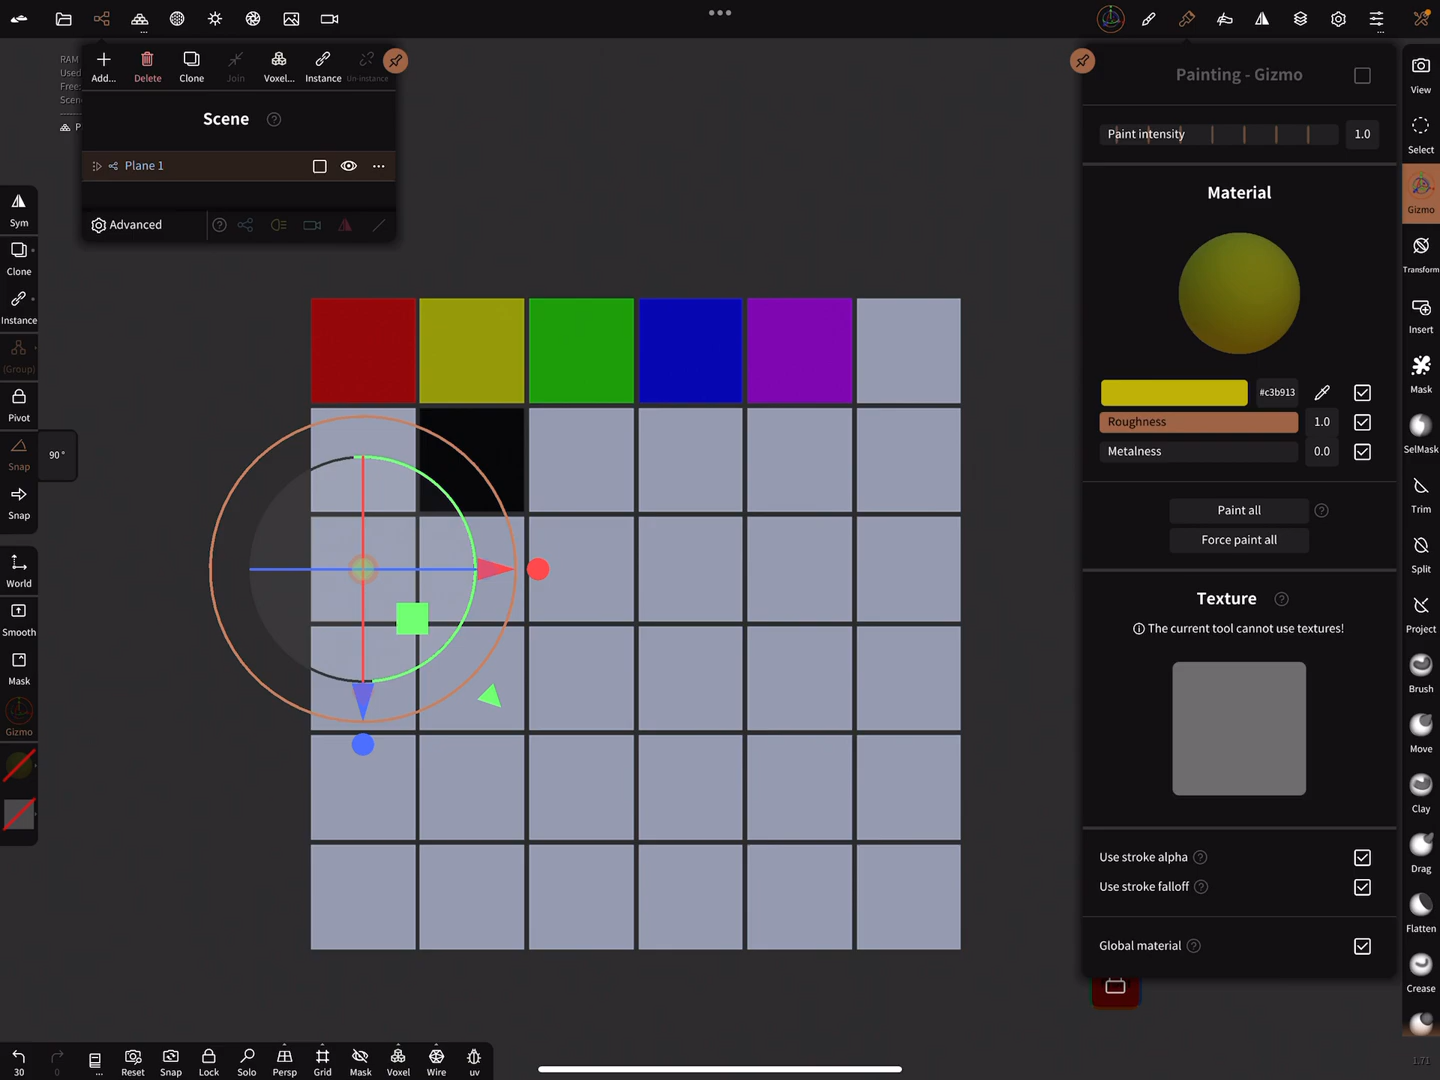 RAM
Used
Free:
Scene
P
Add...
Delete
Clone
Join
Voxel...
Instance
Un-instance
Scene
Plane 1
Advanced
Sym
Clone
Instance
(Group)
Pivot
Snap
90 °
Snap
World
Smooth
Mask
Gizmo
Painting - Gizmo
Paint intensity
1.0
Material
#c3b913
Roughness
1.0
Metalness
0.0
Paint all
Force paint all
Texture
The current tool cannot use textures!
Use stroke alpha
Use stroke falloff
Global material
View
Select
Gizmo
Transform
Insert
Mask
SelMask
Trim
Split
Project
Brush
Move
Clay
Drag
Flatten
Crease
30
0
...
Reset
Snap
Lock
Solo
Persp
Grid
Mask
Voxel
Wire
uv
1.71